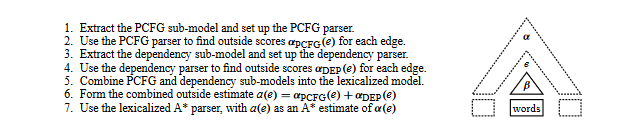 1. Extract the PCFG sub-model and set up the PCFG parser.
2. Use the PCFG parser to find outside scores αPCFG(e) for each edge.
3. Extract the dependency sub-model and set up the dependency parser.
4. Use the dependency parser to find outside scores αDEP(e) for each edge.
5. Combine PCFG and dependency sub-models into the lexicalized model.
6. Form the combined outside estimate a(e) = αPCFG(e) + αDEP(e)
7. Use the lexicalized A* parser, with a(e) as an A* estimate of α(e)
α
e
β
words